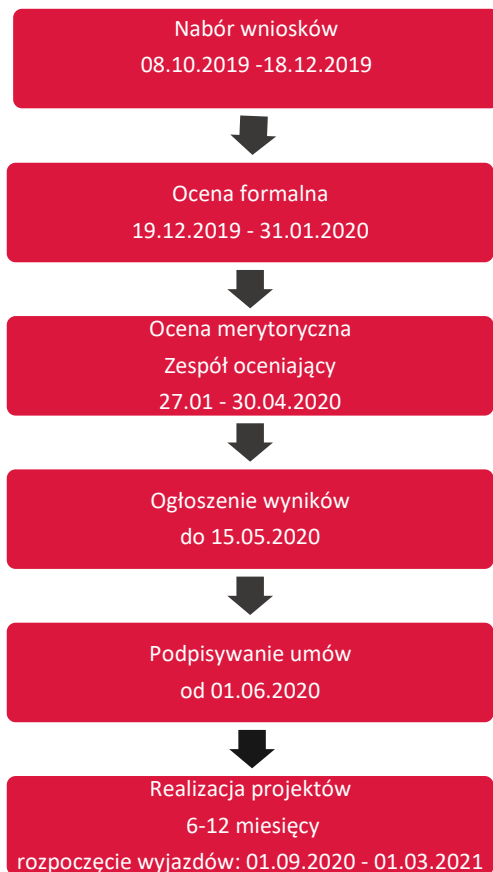 Nabór wniosków
08.10.2019 -18.12.2019
Ocena formalna
19.12.2019 - 31.01.2020
Ocena merytoryczna
Zespół oceniający
27.01 - 30.04.2020
Ogłoszenie wyników
do 15.05.2020
Podpisywanie umów
od 01.06.2020
Realizacja projektów
6-12 miesięcy
rozpoczęcie wyjazdów: 01.09.2020 - 01.03.2021